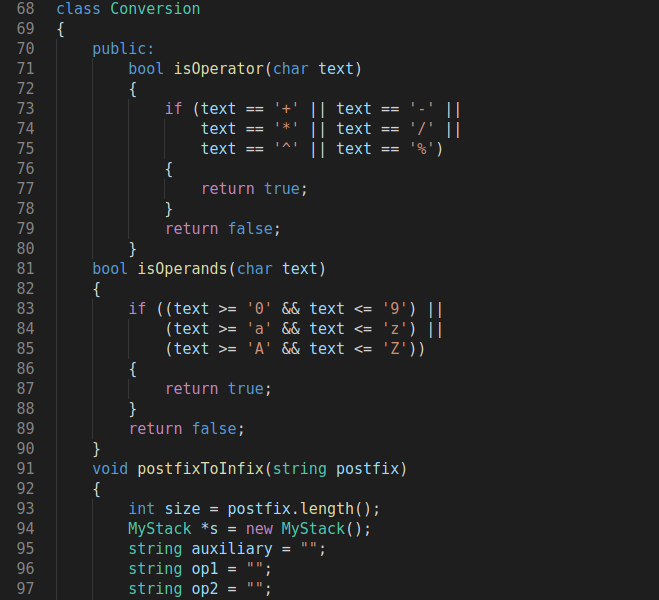 68 class Conversion
69 {
70     public:
71         bool isOperator(char text)
72         {
73             if (text == '+' || text == '-' ||
74                 text == '*' || text == '/' ||
75                 text == '^' || text == '%')
76             {
77                 return true;
78             }
79             return false;
80         }
81     bool isOperands(char text)
82     {
83         if ((text >= '0' && text <= '9') ||
84             (text >= 'a' && text <= 'z') ||
85             (text >= 'A' && text <= 'Z'))
86         {
87             return true;
88         }
89         return false;
90     }
91     void postfixToInfix(string postfix)
92     {
93         int size = postfix.length();
94         MyStack *s = new MyStack();
95         string auxiliary = "";
96         string op1 = "";
97         string op2 = "";